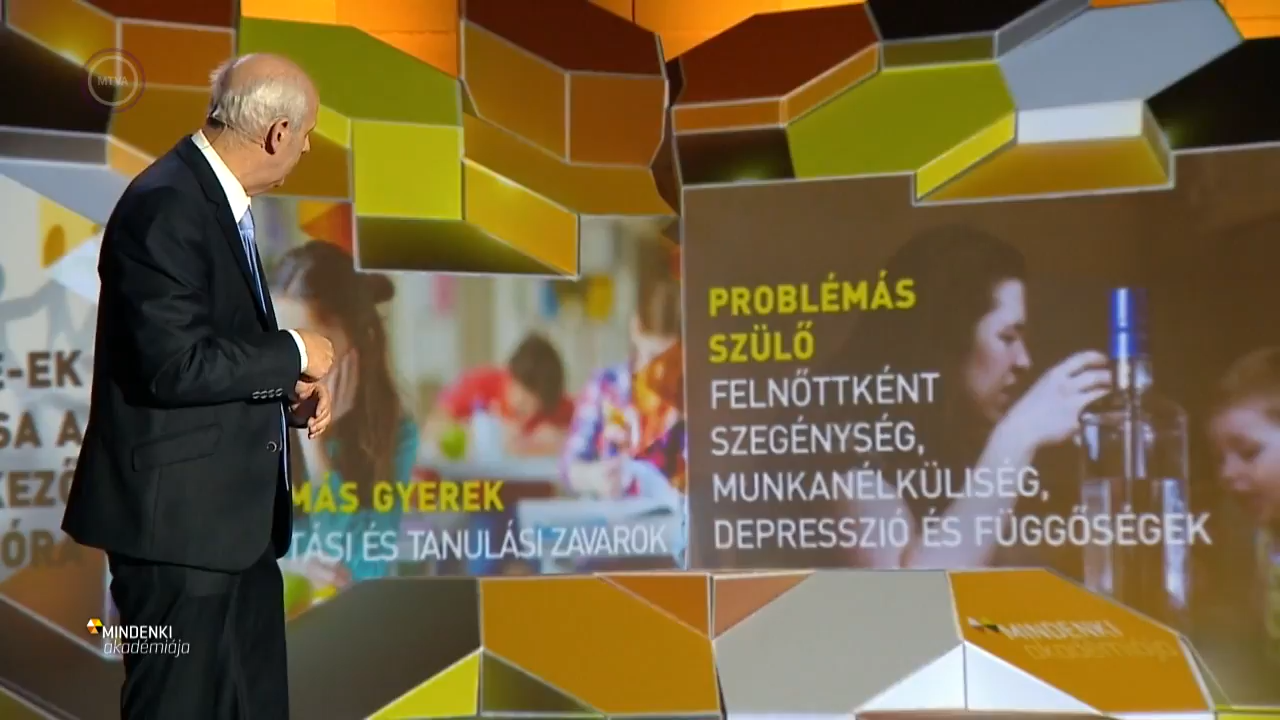 MTVA
PROBLÉMÁS
SZÜLŐ
FELNŐTTKÉNT
SZEGÉNYSÉG,
MUNKANÉLKÜLISÉG,
DEPRESSZIÓ ÉS FÜGGŐSÉGEK
MÁS GYEREK
TÁSI ÉS TANULÁSI ZAVAROK
-EK
SA A
KEZŐ
ÓRA
MINDENKI
akadémiája
MINDENKI
akadémiája